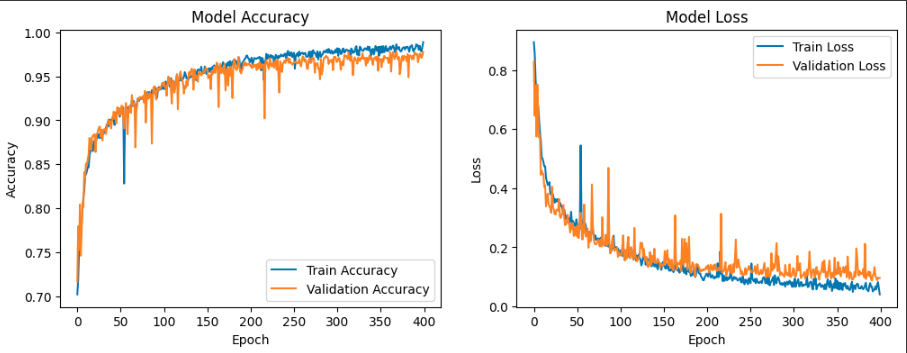 Model Accuracy
1.00
0.95
0.90
0.85
0.80
0.75
0.70
Accuracy
Train Accuracy
Validation Accuracy
0 50 100 150 200 250 300 350 400
Epoch
Model Loss
0.8
0.6
0.4
0.2
0.0
Loss
Train Loss
Validation Loss
0 50 100 150 200 250 300 350 400
Epoch